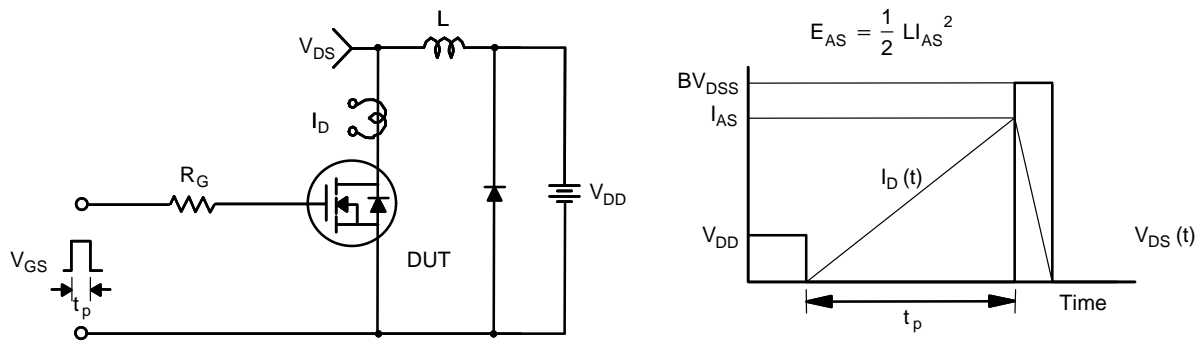 L
V_DS
I_D
R_G
V_DD
V_GS
DUT
t_p
E_AS = 1/2 LI_AS^2
BV_DSS
I_AS
I_D (t)
V_DD
V_DS (t)
t_p
Time